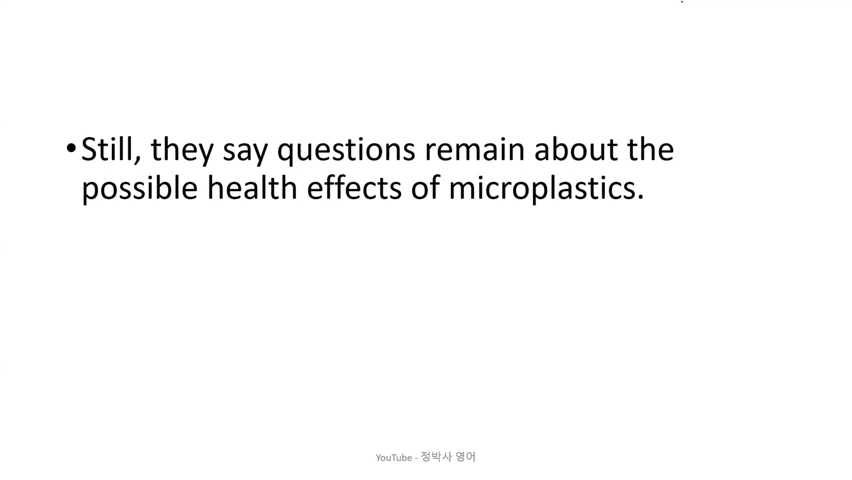 •Still, they say questions remain about the
possible health effects of microplastics.
YouTube - 정박사 영어